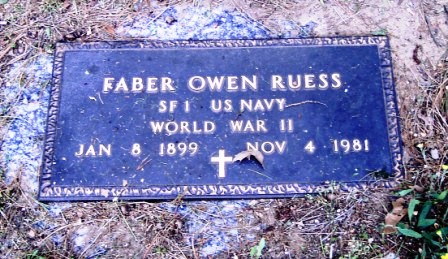 FABER OWEN RUESS
SF1 US NAVY
WORLD WAR II
JAN 8 1899 NOV 4 1981